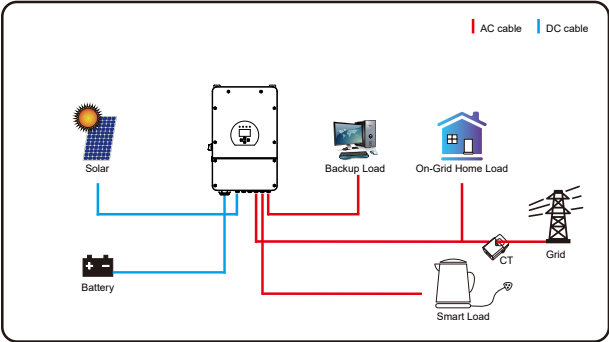 AC cable
DC cable
Solar
Backup Load
On-Grid Home Load
CT
Grid
Battery
Smart Load